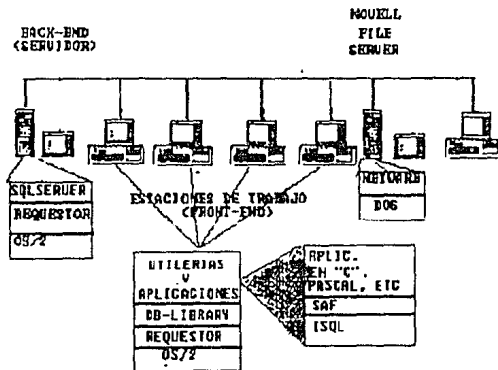 BACK-END
(SERVIDOR)
NOVELL
FILE
SERVER
SQLSERVER
REQUESTOR
OS/2
ESTACIONES DE TRABAJO
(FRONT-END)
NETWARE
DOS
UTILERIAS
Y
APLICACIONES
DB-LIBRARY
REQUESTOR
OS/2
APLIC.
EN "C",
PASCAL, ETC
SAF
ISQL